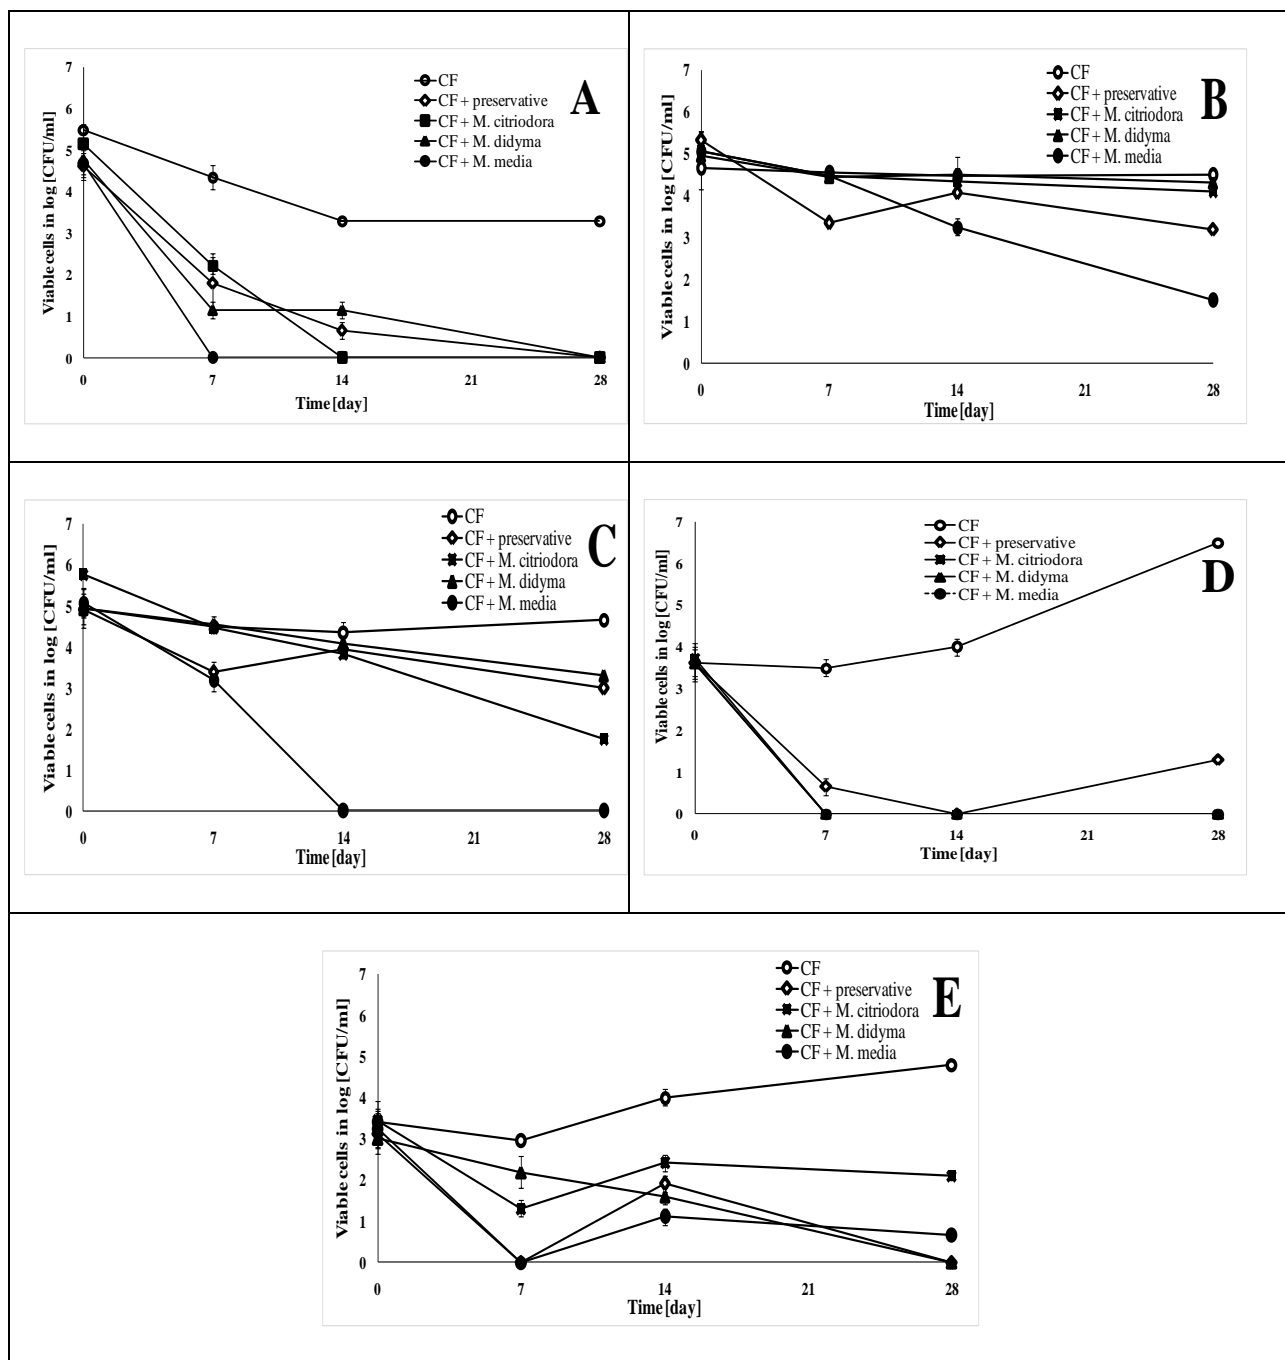 A
Viable cells in log [CFU/ml]
7
6
5
4
3
2
1
0
CF
CF + preservative
CF + M. citriodora
CF + M. didyma
CF + M. media
0 7 14 21 28
Time [day]
B
Viable cells in log [CFU/ml]
7
6
5
4
3
2
1
0
CF
CF + preservative
CF + M. citriodora
CF + M. didyma
CF + M. media
0 7 14 21 28
Time [day]
C
Viable cells in log [CFU/ml]
7
6
5
4
3
2
1
0
CF
CF + preservative
CF + M. citriodora
CF + M. didyma
CF + M. media
0 7 14 21 28
Time [day]
D
Viable cells in log [CFU/ml]
7
6
5
4
3
2
1
0
CF
CF + preservative
CF + M. citriodora
CF + M. didyma
CF + M. media
0 7 14 21 28
Time [day]
E
Viable cells in log [CFU/ml]
7
6
5
4
3
2
1
0
CF
CF + preservative
CF + M. citriodora
CF + M. didyma
CF + M. media
0 7 14 21 28
Time [day]